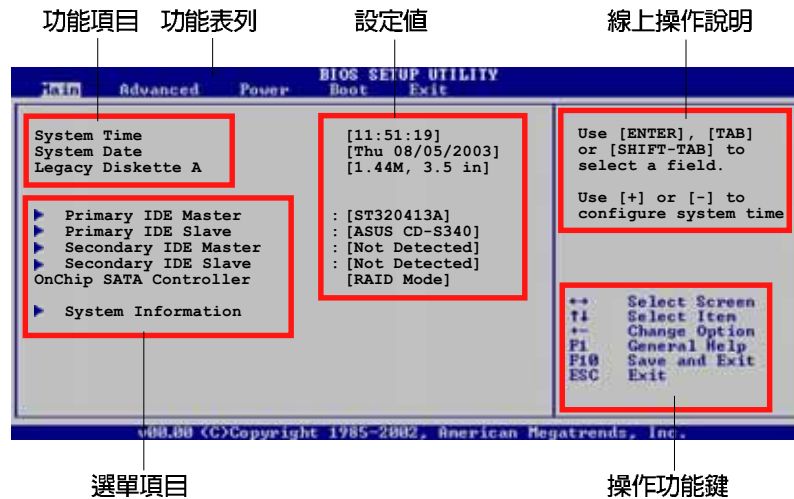 功能項目 功能表列 設定值 線上操作說明
BIOS SETUP UTILITY
Main Advanced Power Boot Exit
System Time [11:51:19]
System Date [Thu 08/05/2003]
Legacy Diskette A [1.44M, 3.5 in]
Primary IDE Master : [ST320413A]
Primary IDE Slave : [ASUS CD-S340]
Secondary IDE Master : [Not Detected]
Secondary IDE Slave : [Not Detected]
OnChip SATA Controller [RAID Mode]
System Information
Use [ENTER], [TAB]
or [SHIFT-TAB] to
select a field.
Use [+] or [-] to
configure system time
↔ Select Screen
↑↓ Select Item
+- Change Option
F1 General Help
F10 Save and Exit
ESC Exit
v00.00 (C)Copyright 1985-2002, American Megatrends, Inc.
選單項目 操作功能鍵